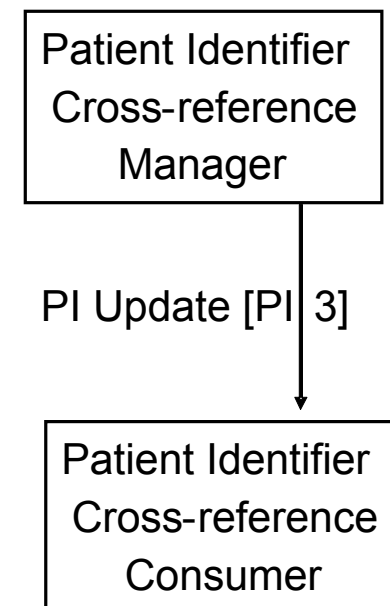 Patient Identifier
Cross-reference
Manager
PI Update [PI 3]
Patient Identifier
Cross-reference
Consumer